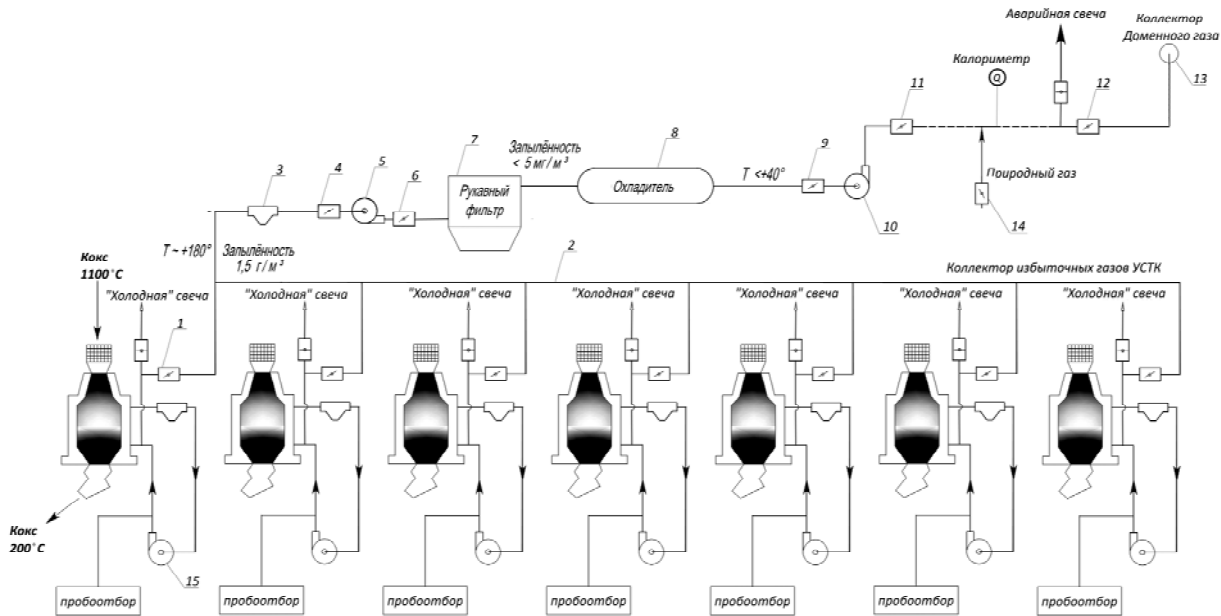 Аварийная свеча
Коллектор
Доменного газа
Калориметр
Q
11
12
13
Запылённость
< 5 мг/м³
7
8
9
3
4
5
6
Рукавный
фильтр
Охладитель
T <+40°
10
Природный газ
14
T ~ +180°
Запылённость
1,5 г/м³
2
Кокс
1100°С
Коллектор избыточных газов УСТК
"Холодная" свеча
"Холодная" свеча
"Холодная" свеча
"Холодная" свеча
"Холодная" свеча
"Холодная" свеча
"Холодная" свеча
1
Кокс
200°С
15
пробоотбор
пробоотбор
пробоотбор
пробоотбор
пробоотбор
пробоотбор
пробоотбор